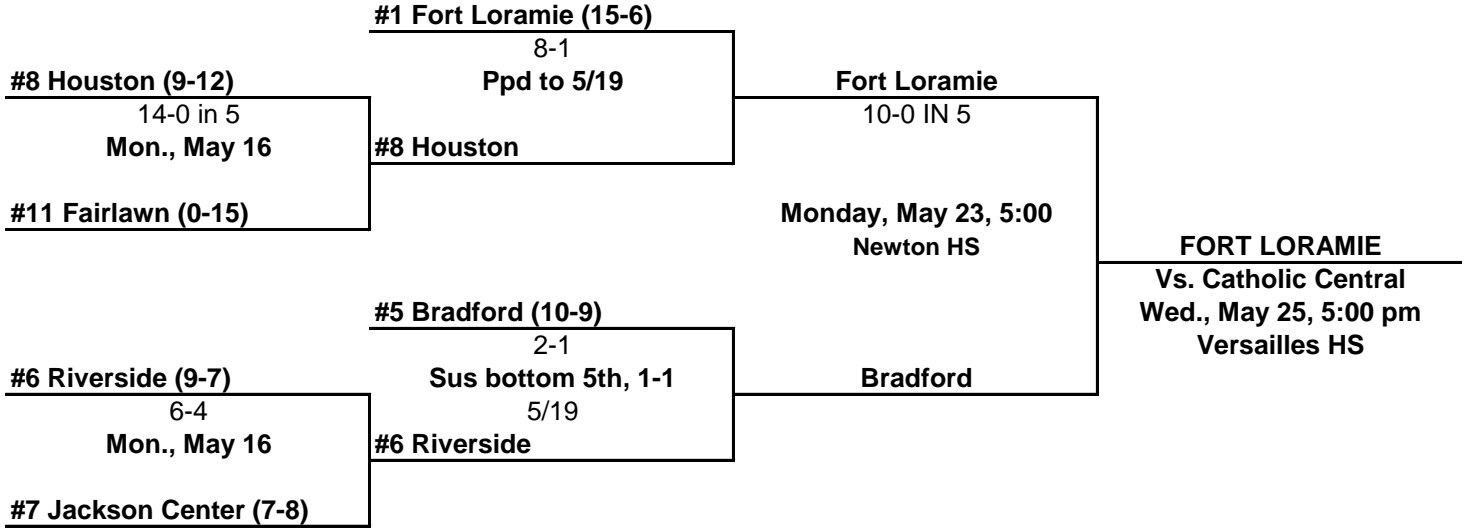 #1 Fort Loramie (15-6)
8-1
#8 Houston (9-12)
Ppd to 5/19
Fort Loramie
14-0 in 5
10-0 IN 5
Mon., May 16
#8 Houston
#11 Fairlawn (0-15)
Monday, May 23, 5:00
Newton HS
FORT LORAMIE
Vs. Catholic Central
#5 Bradford (10-9)
Wed., May 25, 5:00 pm
2-1
Versailles HS
#6 Riverside (9-7)
Sus bottom 5th, 1-1
Bradford
6-4
5/19
Mon., May 16
#6 Riverside
#7 Jackson Center (7-8)